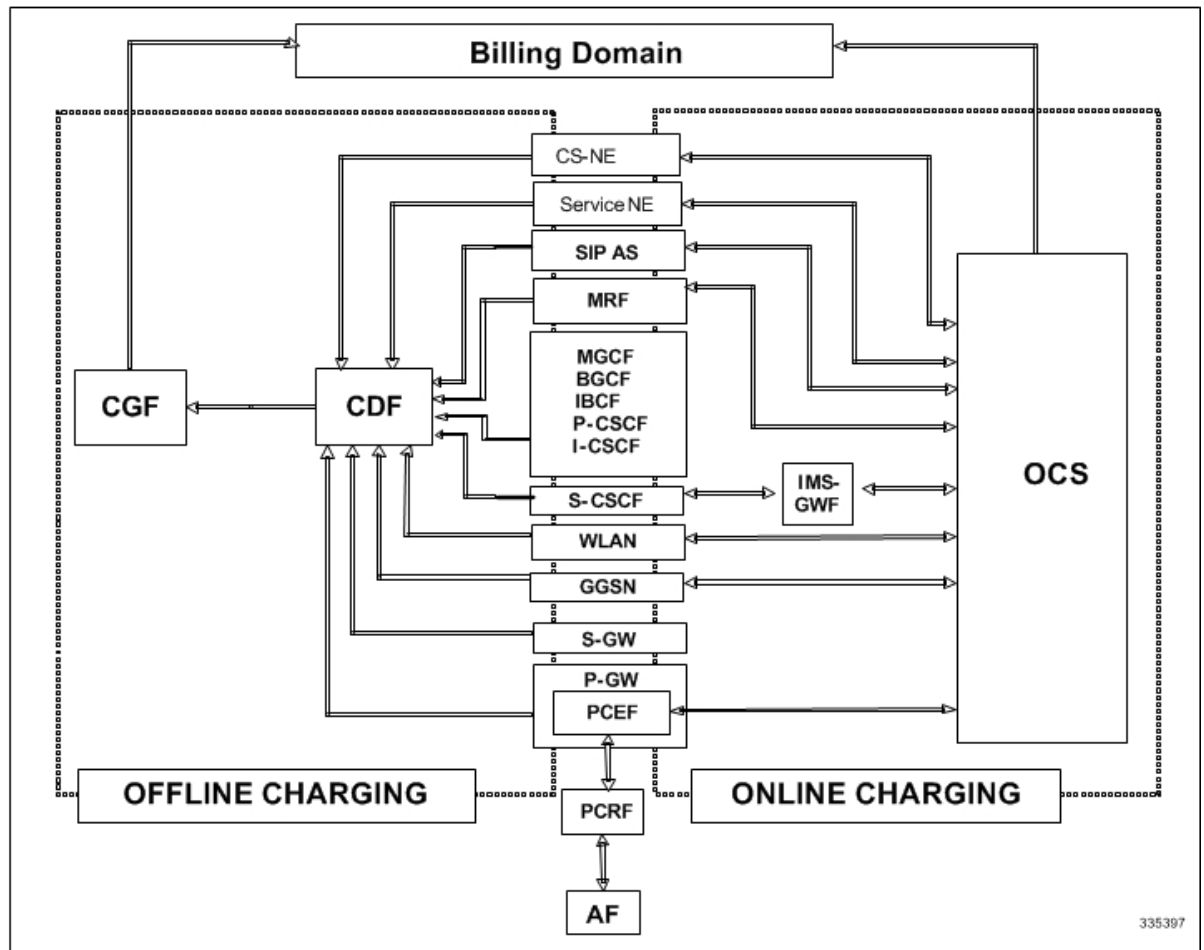 Billing Domain
CS-NE
Service NE
SIP AS
MRF
MGCF
BGCF
IBCF
P-CSCF
I-CSCF
CGF
CDF
OCS
S-CSCF
IMS-
GWF
WLAN
GGSN
S-GW
P-GW
PCEF
OFFLINE CHARGING
ONLINE CHARGING
PCRF
AF
335397